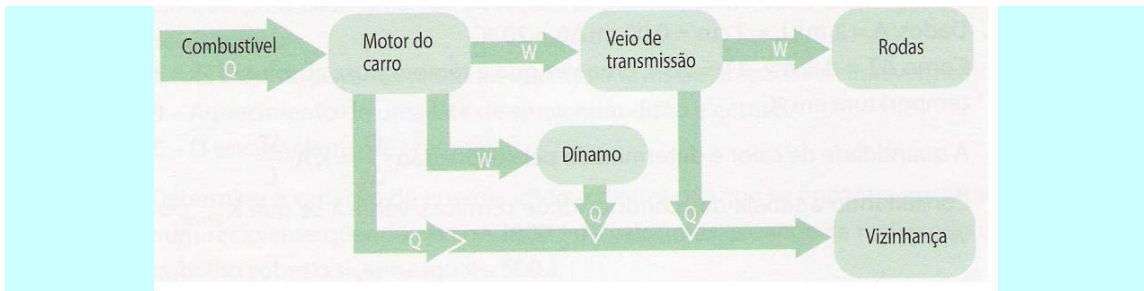 Combustível
Q
Motor do
carro
W
Veio de
transmissão
W
Rodas
W
Dínamo
Q
Q
Q
Vizinhança